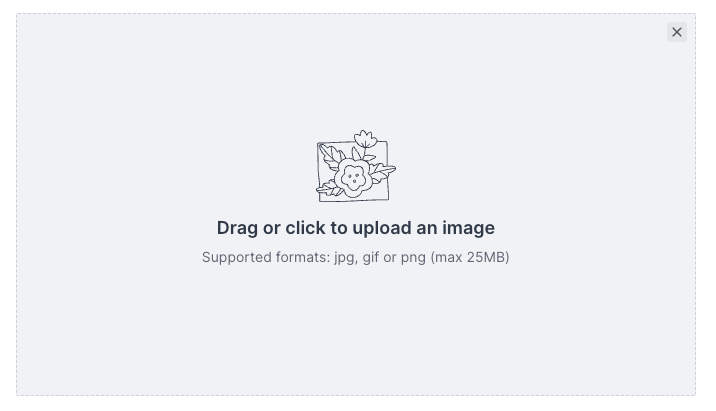 Drag or click to upload an image
Supported formats: jpg, gif or png (max 25MB)